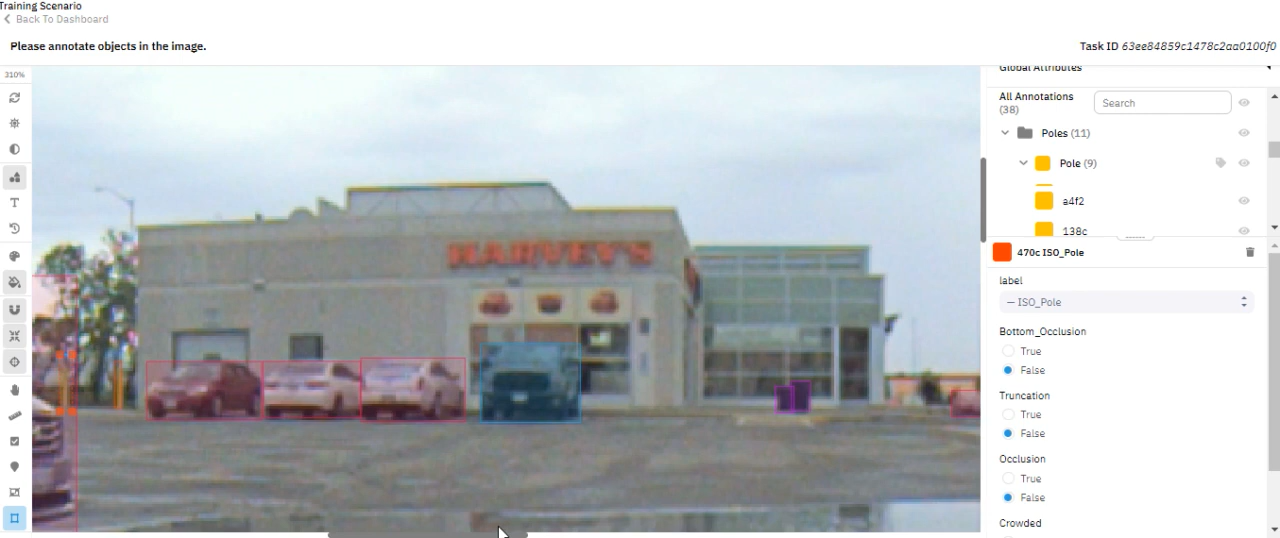 Training Scenario
Back To Dashboard
Please annotate objects in the image.
Task ID 63ee84859c1478c2aa0100f0
310%
Global Attributes
All Annotations
(38)
Search
Poles (11)
Pole (9)
a4f2
138c
470c ISO_Pole
label
— ISO_Pole
Bottom_Occlusion
True
False
Truncation
True
False
Occlusion
True
False
Crowded
T
HARVEY'S